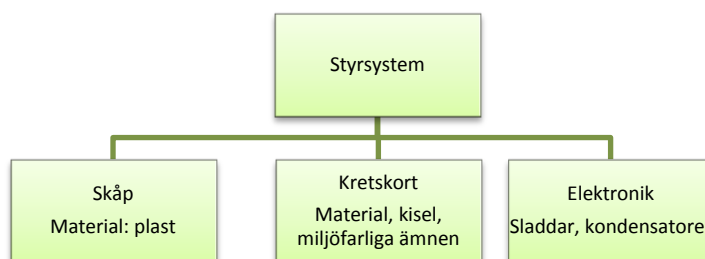 Styrsystem
Skåp
Material: plast
Kretskort
Material, kisel,
miljöfarliga ämnen
Elektronik
Sladdar, kondensatore